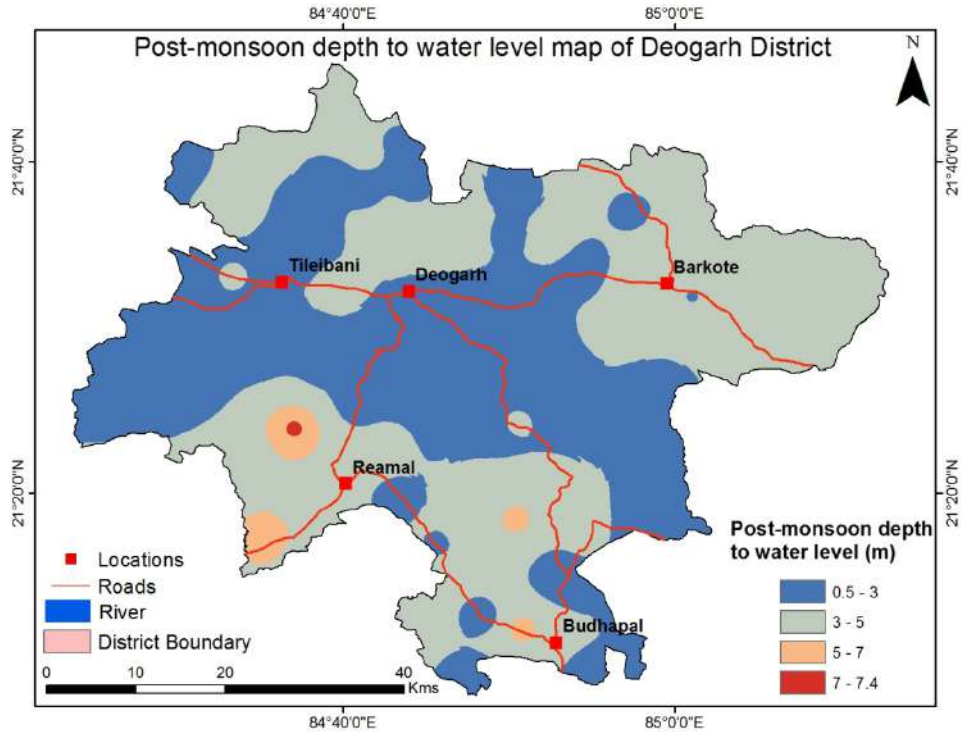 84°40'0"E
85°0'0"E
Post-monsoon depth to water level map of Deogarh District
N
21°40'0"N
21°40'0"N
Tileibani
Deogarh
Barkote
Reamal
21°20'0"N
21°20'0"N
Budhapal
Locations
Roads
River
District Boundary
0
10
20
40
Kms
Post-monsoon depth
to water level (m)
0.5 - 3
3 - 5
5 - 7
7 - 7.4
84°40'0"E
85°0'0"E